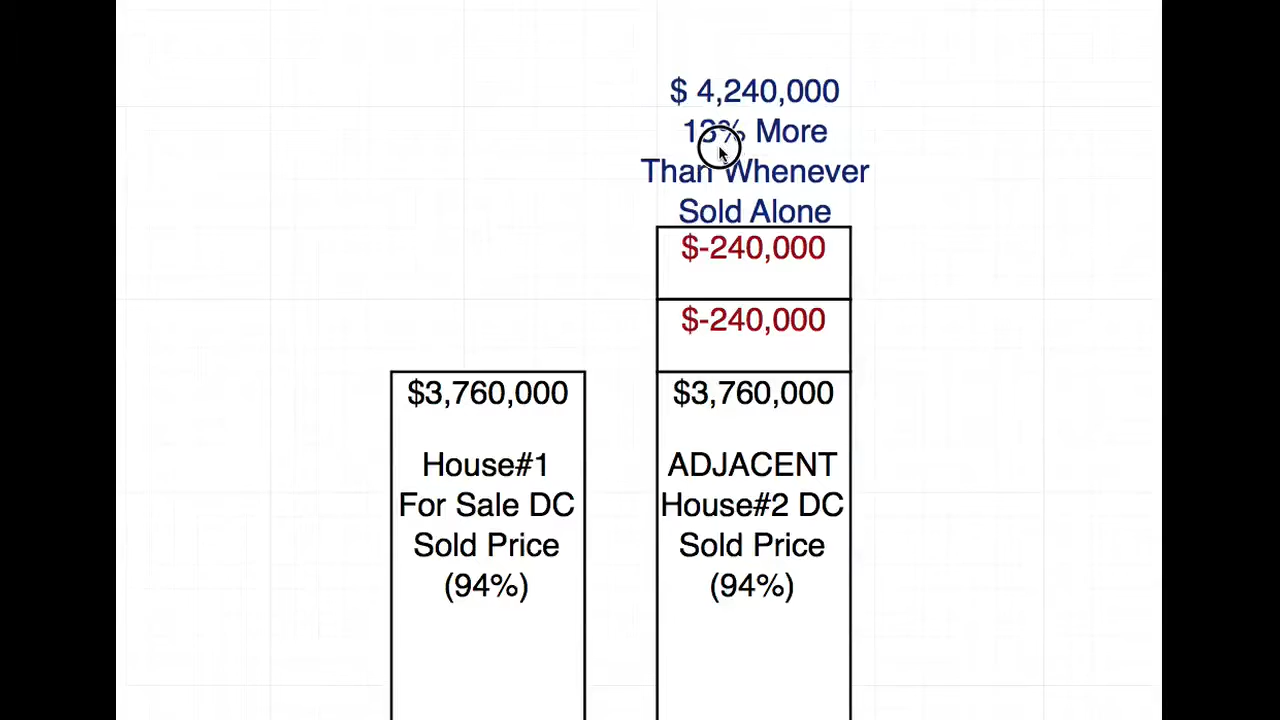 $ 4,240,000
13% More
Than Whenever
Sold Alone
$-240,000
$-240,000
$3,760,000
House#1
For Sale DC
Sold Price
(94%)
$3,760,000
ADJACENT
House#2 DC
Sold Price
(94%)